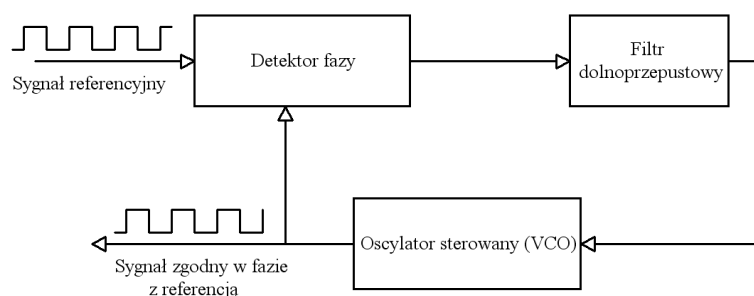 Detektor fazy
Filtr
dolnoprzepustowy
Sygnał referencyjny
Oscylator sterowany (VCO)
Sygnał zgodny w fazie
z referencją